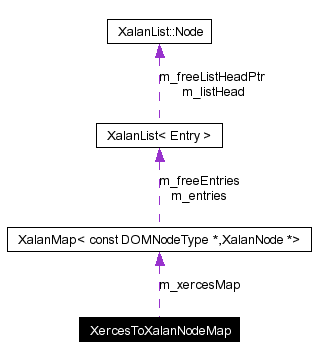 XalanList::Node
m_freeListHeadPtr
m_listHead
XalanList< Entry >
m_freeEntries
m_entries
XalanMap< const DOMNodeType *,XalanNode *>
m_xercesMap
XercesToXalanNodeMap